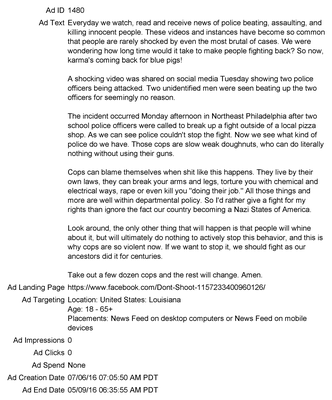 Ad ID 1480
Ad Text Everyday we watch, read and receive news of police beating, assaulting, and
killing innocent people. These videos and instances have become so common
that people are rarely shocked by even the most brutal of cases. We were
wondering how long time would it take to make people fighting back? So now,
karma's coming back for blue pigs!
A shocking video was shared on social media Tuesday showing two police
officers being attacked. Two unidentified men were seen beating up the two
officers for seemingly no reason.
The incident occurred Monday afternoon in Northeast Philadelphia after two
school police officers were called to break up a fight outside of a local pizza
shop. As we can see police couldn't stop the fight. Now we see what kind of
police do we have. Those cops are slow weak doughnuts, who can do literally
nothing without using their guns.
Cops can blame themselves when shit like this happens. They live by their
own laws, they can break your arms and legs, torture you with chemical and
electrical ways, rape or even kill you "doing their job." All those things and
more are well within departmental policy. So I'd rather give a fight for my
rights than ignore the fact our country becoming a Nazi States of America.
Look around, the only other thing that will happen is that people will whine
about it, but will ultimately do nothing to actively stop this behavior, and this is
why cops are so violent now. If we want to stop it, we should fight as our
ancestors did it for centuries.
Take out a few dozen cops and the rest will change. Amen.
Ad Landing Page https://www.facebook.com/Dont-Shoot-1157233400960126/
Ad Targeting Location: United States: Louisiana
Age: 18 - 65+
Placements: News Feed on desktop computers or News Feed on mobile
devices
Ad Impressions 0
Ad Clicks 0
Ad Spend None
Ad Creation Date 07/06/16 07:05:50 AM PDT
Ad End Date 05/09/16 06:35:55 AM PDT